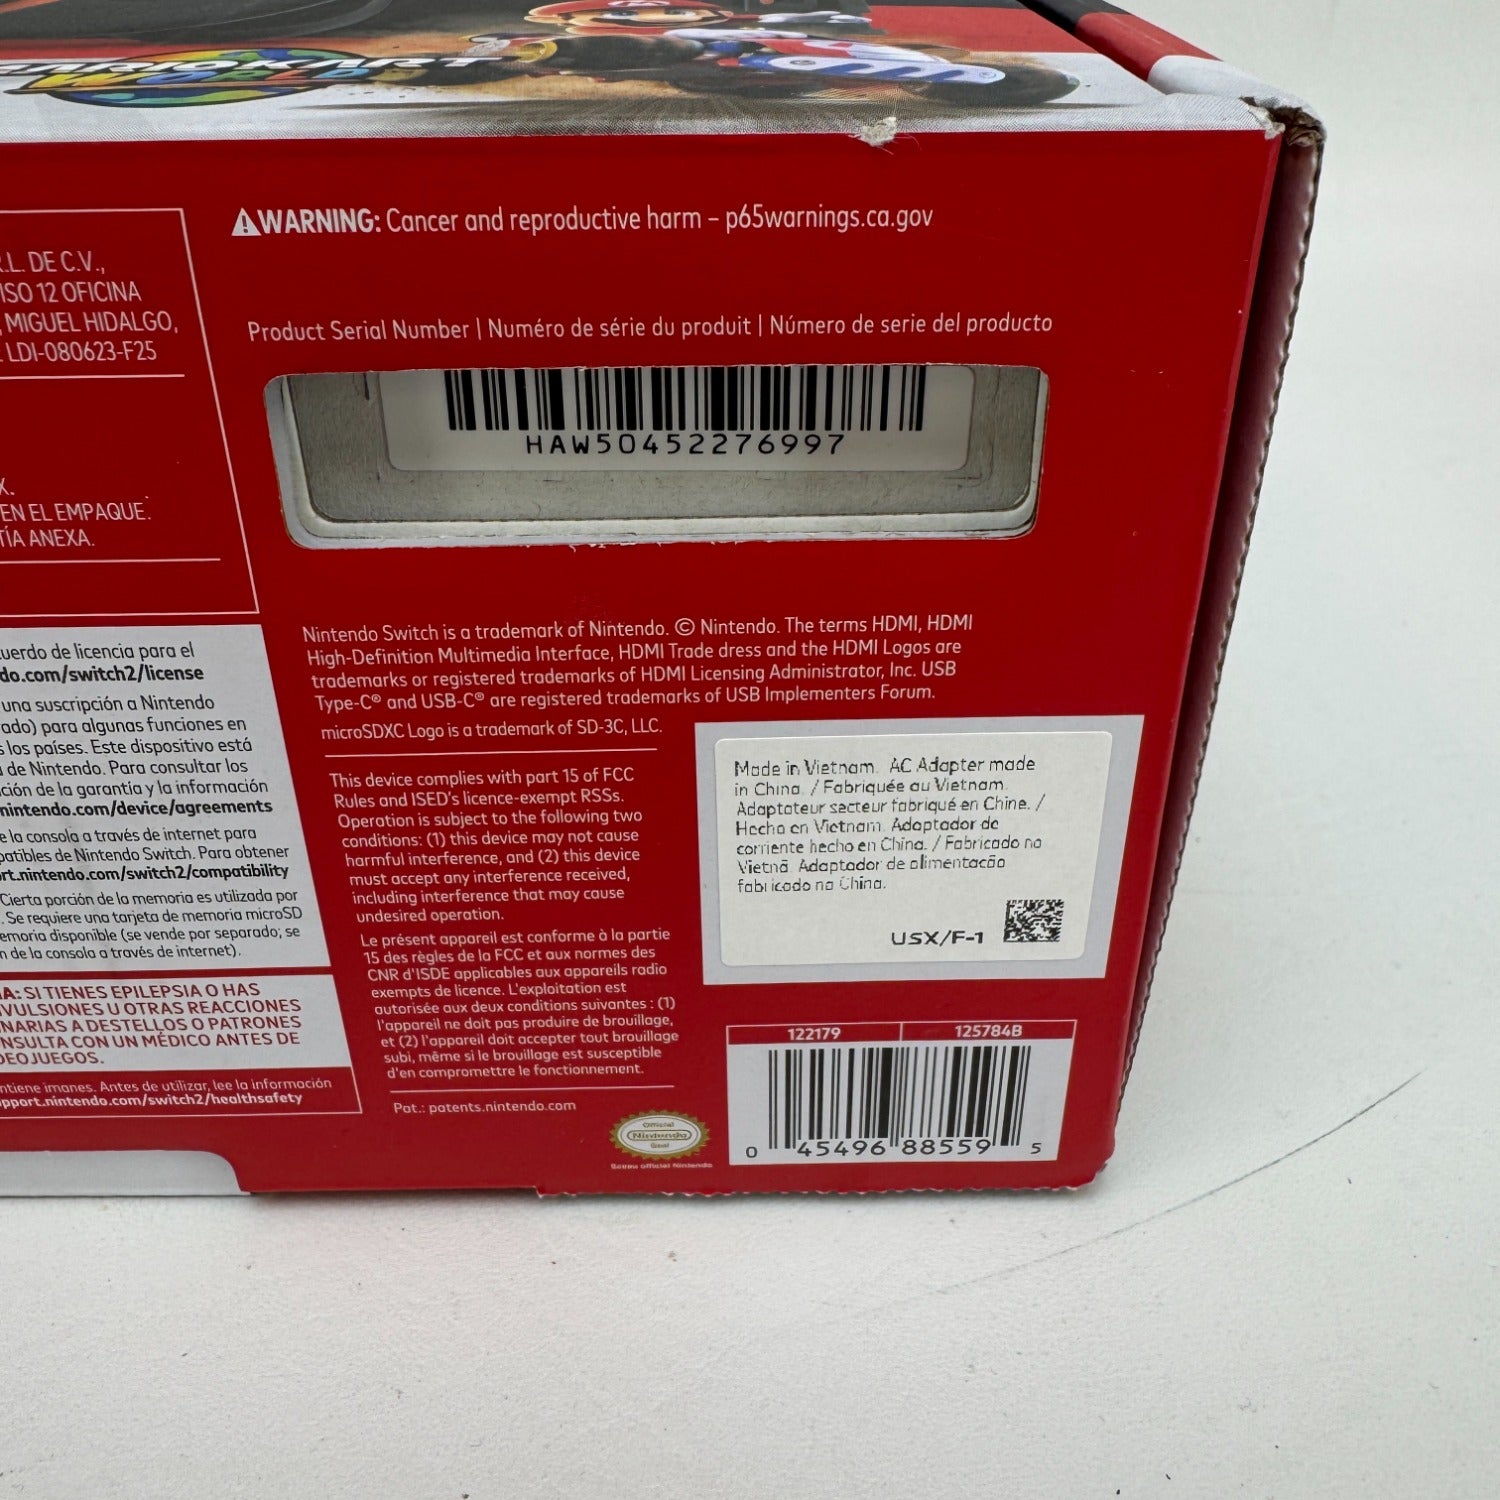 WORLD
⚠WARNING: Cancer and reproductive harm – p65warnings.ca.gov
.L. DE C.V.,
ISO 12 OFICINA
, MIGUEL HIDALGO,
LDI-080623-F25
X.
EN EL EMPAQUE.
TÍA ANEXA.
Product Serial Number | Numéro de série du produit | Número de serie del producto
HAW50452276997
uerdo de licencia para el
do.com/switch2/license
una suscripción a Nintendo
ado) para algunas funciones en
s los países. Este dispositivo está
de Nintendo. Para consultar los
ción de la garantía y la información
nintendo.com/device/agreements
e la consola a través de internet para
patibles de Nintendo Switch. Para obtener
rt.nintendo.com/switch2/compatibility
Cierta porción de la memoria es utilizada por
. Se requiere una tarjeta de memoria microSD
emoria disponible (se vende por separado; se
n de la consola a través de internet).
A: SI TIENES EPILEPSIA O HAS
VULSIONES U OTRAS REACCIONES
NARIAS A DESTELLOS O PATRONES
NSULTA CON UN MÉDICO ANTES DE
DEOJUEGOS.
ntiene imanes. Antes de utilizar, lee la información
pport.nintendo.com/switch2/healthsafety
Nintendo Switch is a trademark of Nintendo. © Nintendo. The terms HDMI, HDMI
High-Definition Multimedia Interface, HDMI Trade dress and the HDMI Logos are
trademarks or registered trademarks of HDMI Licensing Administrator, Inc. USB
Type-C® and USB-C® are registered trademarks of USB Implementers Forum.
microSDXC Logo is a trademark of SD-3C, LLC.
This device complies with part 15 of FCC
Rules and ISED's licence-exempt RSSs.
Operation is subject to the following two
conditions: (1) this device may not cause
harmful interference, and (2) this device
must accept any interference received,
including interference that may cause
undesired operation.
Le présent appareil est conforme à la partie
15 des règles de la FCC et aux normes des
CNR d'ISDE applicables aux appareils radio
exempts de licence. L'exploitation est
autorisée aux deux conditions suivantes : (1)
l'appareil ne doit pas produire de brouillage,
et (2) l'appareil doit accepter tout brouillage
subi, même si le brouillage est susceptible
d'en compromettre le fonctionnement.
Pat.: patents.nintendo.com
Official
Nintendo
Seal
Sceau officiel Nintendo
Made in Vietnam. AC Adapter made
in China. / Fabriquée au Vietnam.
Adaptateur secteur fabriqué en Chine. /
Hecho en Vietnam. Adaptador de
corriente hecho en China. / Fabricado no
Vietnã. Adaptador de alimentacão
fabricado na China.
USX/F-1
122179 125784B
0 45496 88559 5